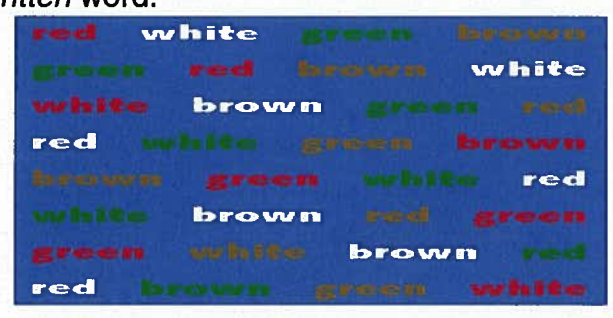 written word.
red white green brown
green red brown white
white brown green red
red white green brown
brown green white red
white brown red green
green white brown red
red brown green white